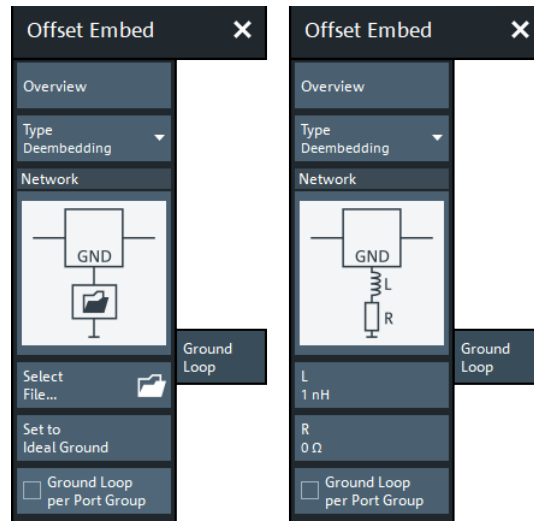 Offset Embed
Overview
Type
Deembedding
Network
GND
Ground
Loop
Select
File...
Set to
Ideal Ground
Ground Loop
per Port Group
Offset Embed
Overview
Type
Deembedding
Network
GND
L
R
Ground
Loop
L
1 nH
R
0 Ω
Ground Loop
per Port Group